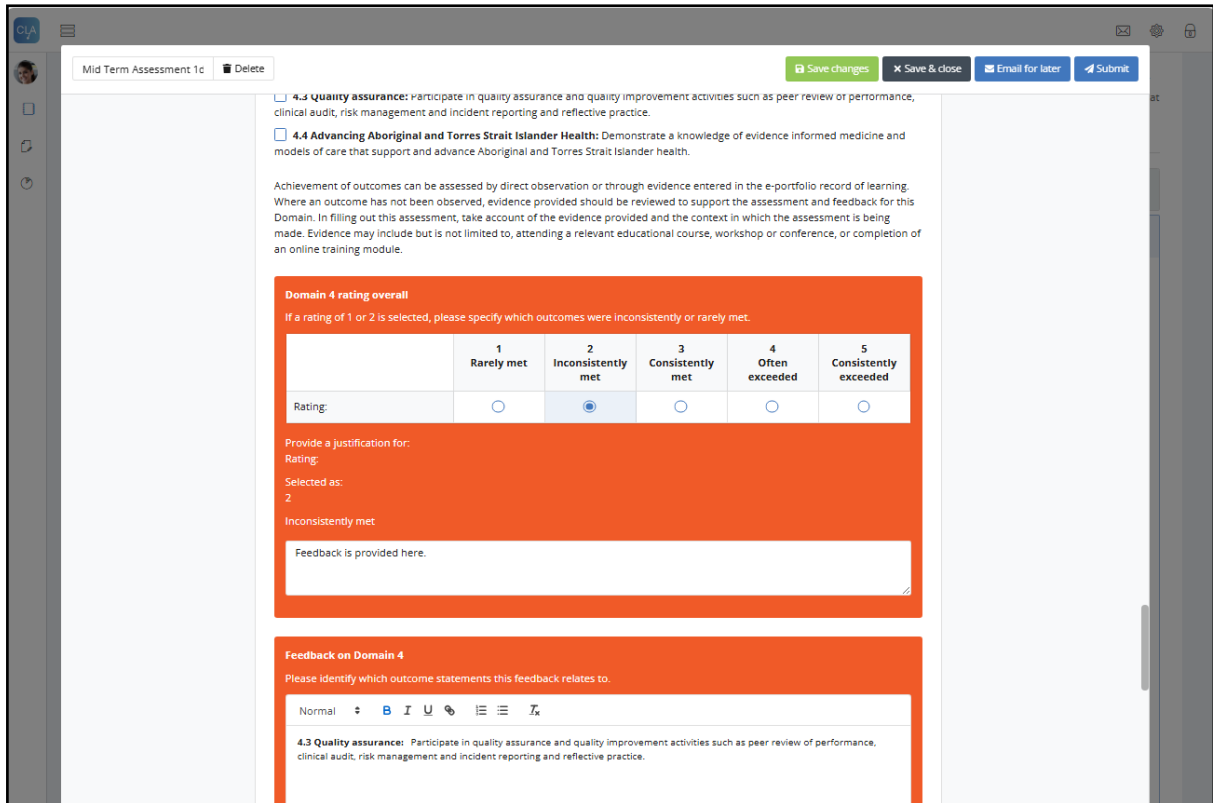 CLA
Mid Term Assessment 1c
Delete
Save changes
Save & close
Email for later
Submit
at
4.3 Quality assurance: Participate in quality assurance and quality improvement activities such as peer review of performance,
clinical audit, risk management and incident reporting and reflective practice.
4.4 Advancing Aboriginal and Torres Strait Islander Health: Demonstrate a knowledge of evidence informed medicine and
models of care that support and advance Aboriginal and Torres Strait Islander health.
Achievement of outcomes can be assessed by direct observation or through evidence entered in the e-portfolio record of learning.
Where an outcome has not been observed, evidence provided should be reviewed to support the assessment and feedback for this
Domain. In filling out this assessment, take account of the evidence provided and the context in which the assessment is being
made. Evidence may include but is not limited to, attending a relevant educational course, workshop or conference, or completion of
an online training module.
Domain 4 rating overall
If a rating of 1 or 2 is selected, please specify which outcomes were inconsistently or rarely met.
1 2 3 4 5
Rarely met Inconsistently Consistently Often Consistently
met met exceeded exceeded
Rating:
Provide a justification for:
Rating:
Selected as:
2
Inconsistently met
Feedback is provided here.
Feedback on Domain 4
Please identify which outcome statements this feedback relates to.
Normal B I U Tx
4.3 Quality assurance: Participate in quality assurance and quality improvement activities such as peer review of performance,
clinical audit, risk management and incident reporting and reflective practice.